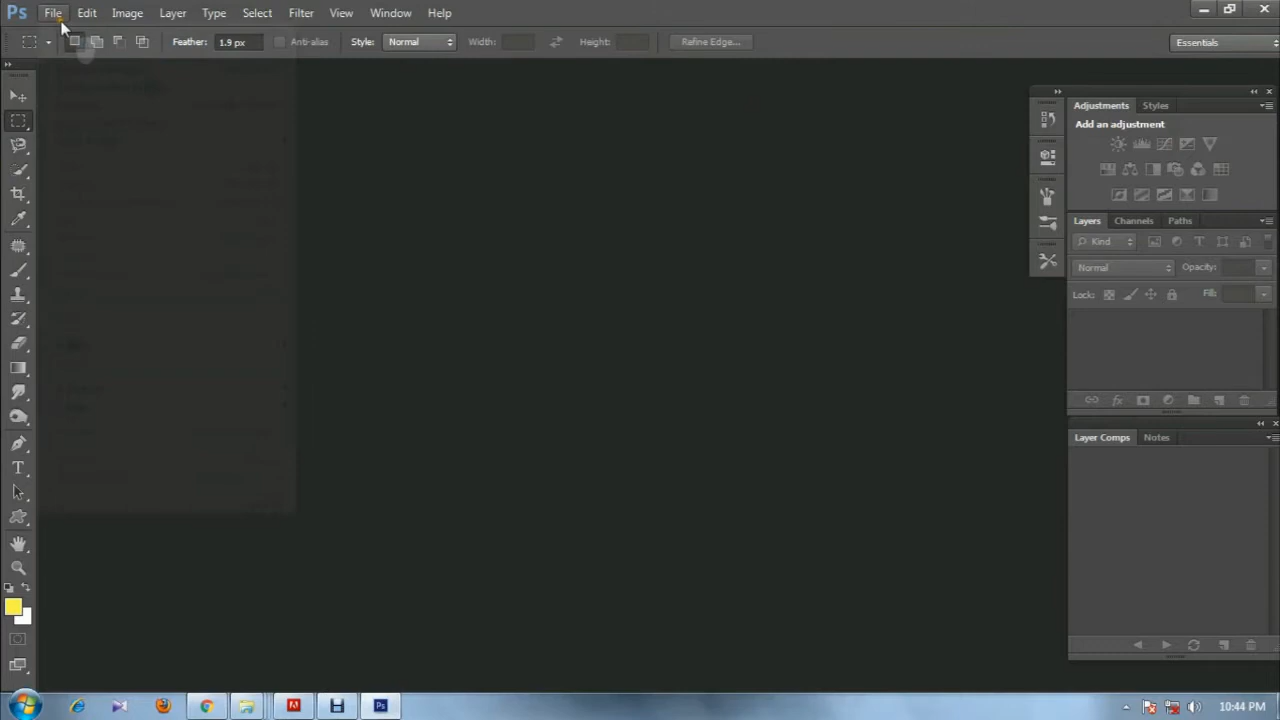 Ps File Edit Image Layer Type Select Filter View Window Help
Feather: 1.9 px Anti-alias Style: Normal Width: Height: Refine Edge... Essentials
Adjustments Styles
Add an adjustment
Layers Channels Paths
Kind
Normal Opacity:
Lock: Fill:
Layer Comps Notes
T
Ps 10:44 PM